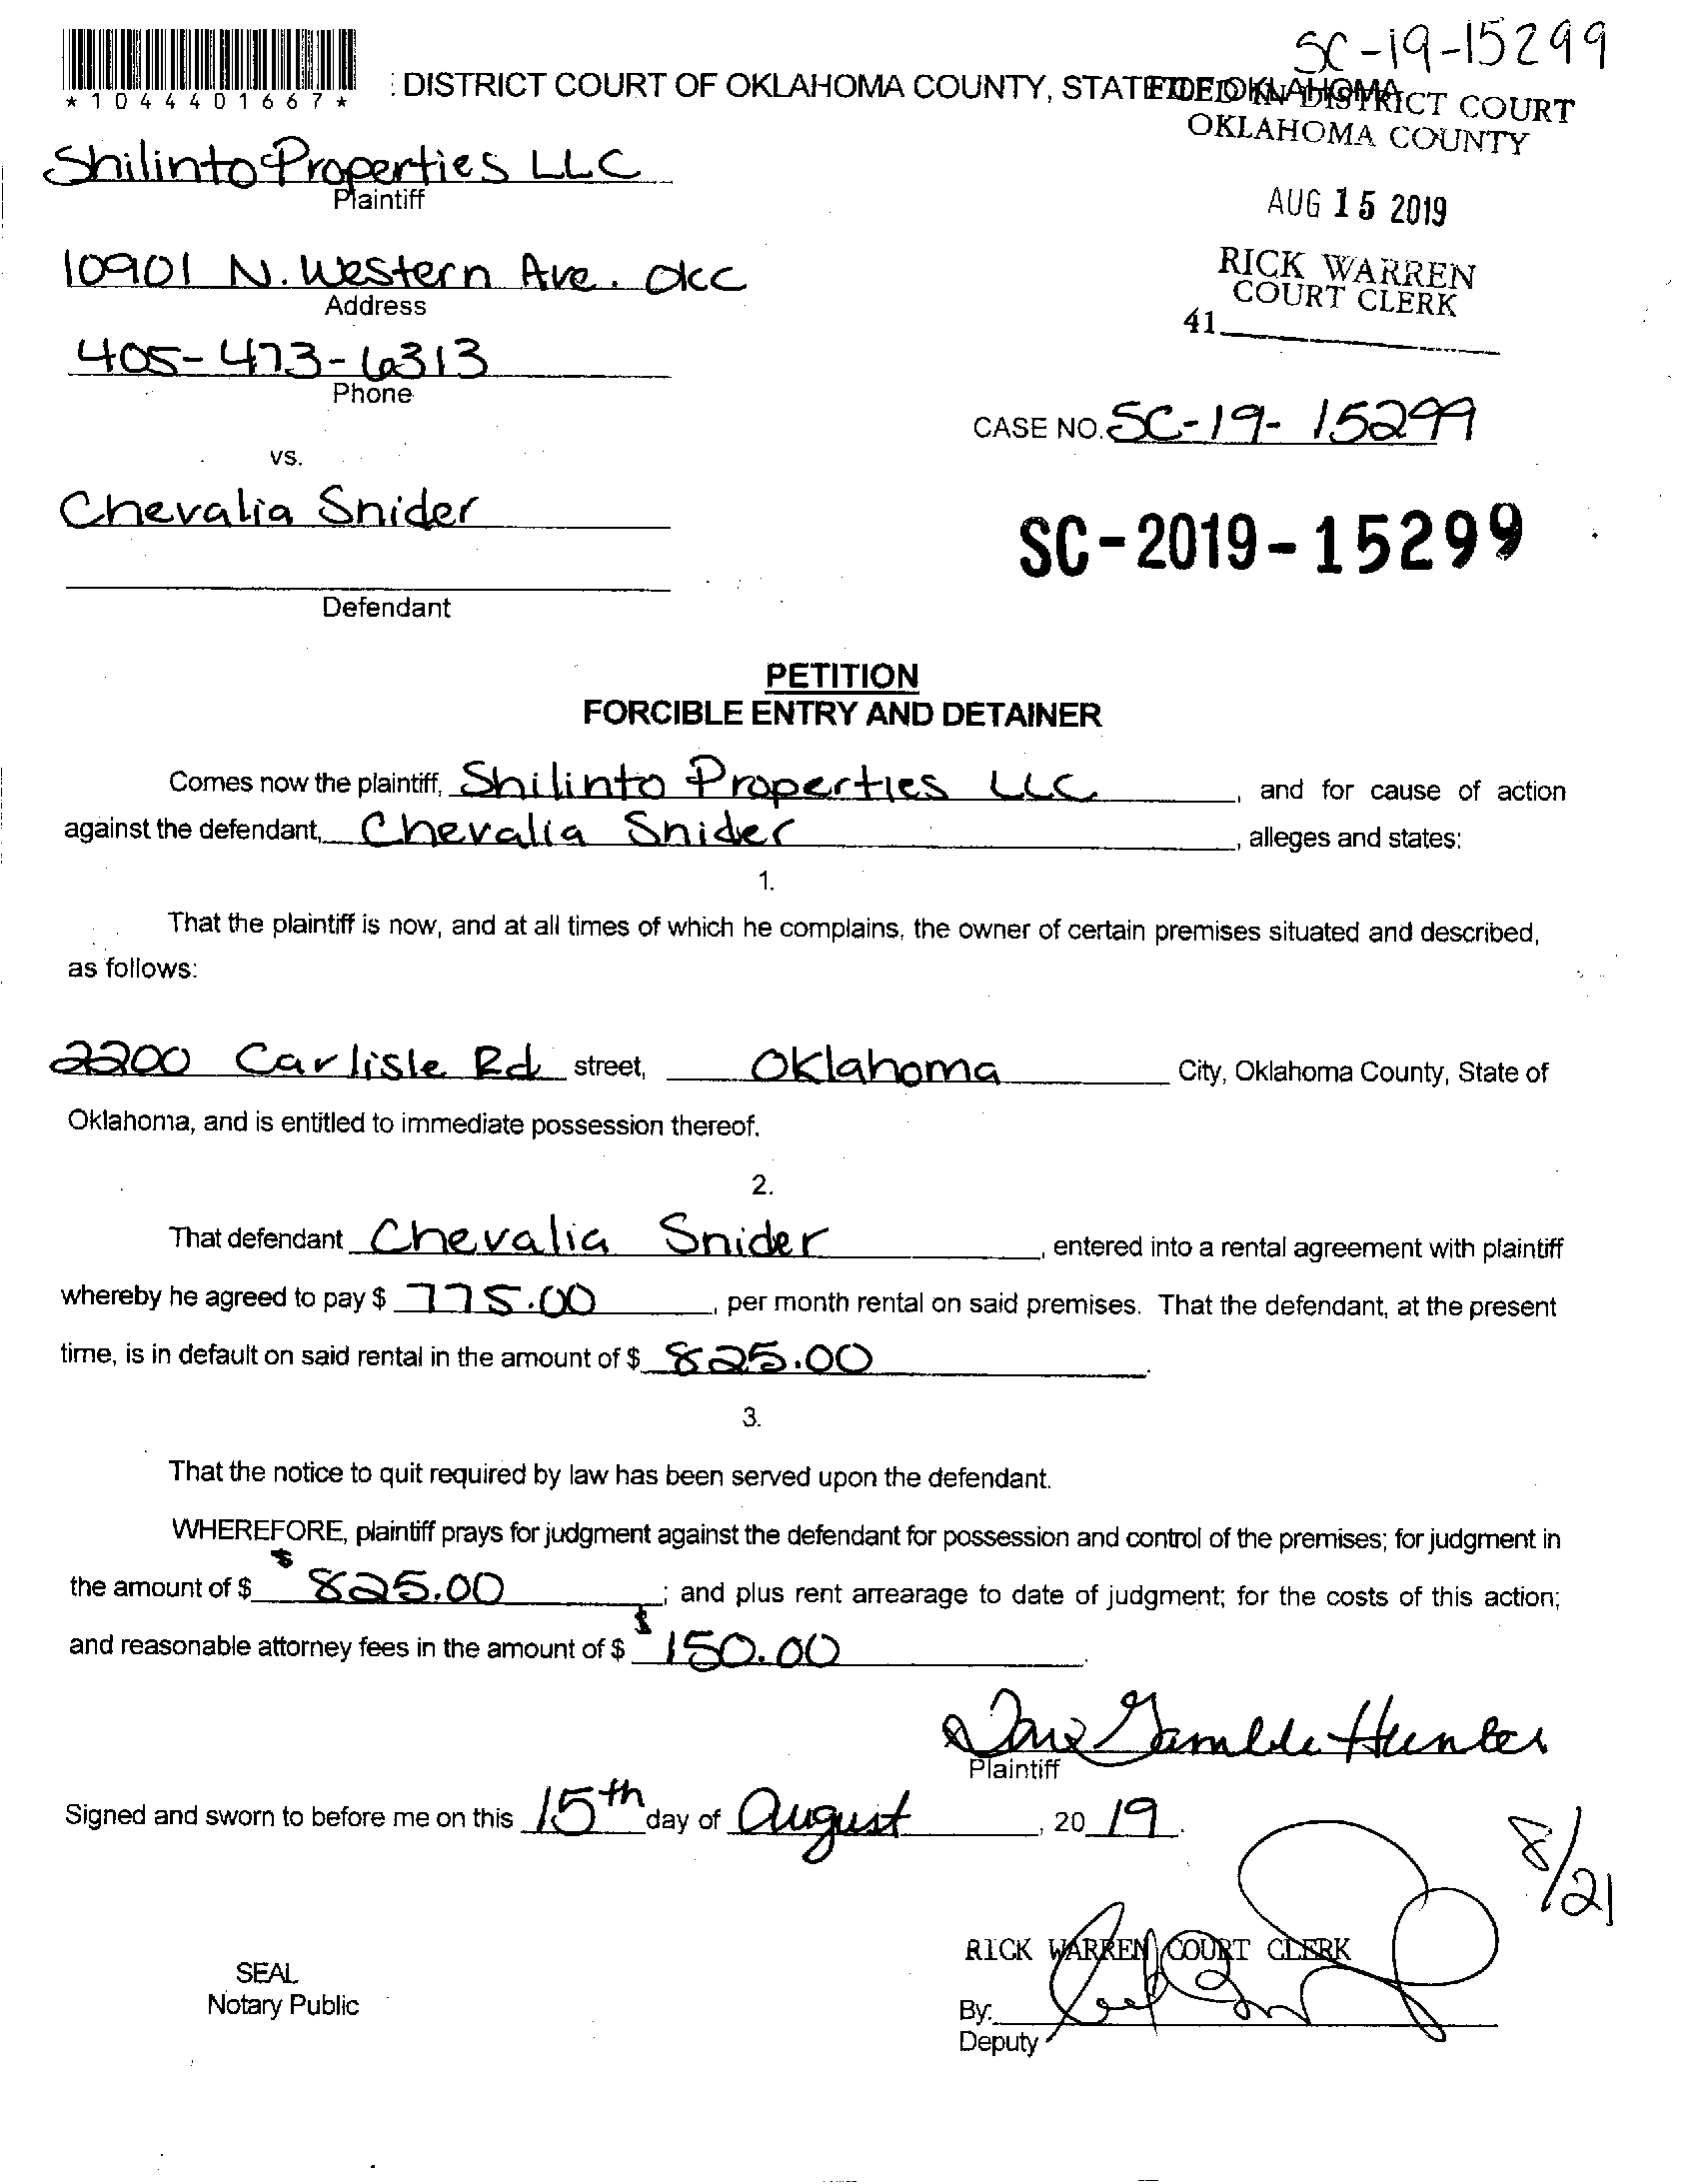 SC-19-15299
*1044401667*
: DISTRICT COURT OF OKLAHOMA COUNTY, STATE OF OKLAHOMA
FILED IN DISTRICT COURT
OKLAHOMA COUNTY
Shilinto Properties LLC
Plaintiff
AUG 15 2019
10901 N. Western Ave. OKC
Address
RICK WARREN
COURT CLERK
41
405-473-6313
Phone
CASE NO. SC-19- 15299
vs.
Chevalia Snider
SC-2019-15299
Defendant
PETITION
FORCIBLE ENTRY AND DETAINER
Comes now the plaintiff, Shilinto Properties LLC, and for cause of action
against the defendant, Chevalia Snider, alleges and states:
1.
That the plaintiff is now, and at all times of which he complains, the owner of certain premises situated and described,
as follows:
2200 Carlisle Rd street, Oklahoma City, Oklahoma County, State of
Oklahoma, and is entitled to immediate possession thereof.
2.
That defendant Chevalia Snider, entered into a rental agreement with plaintiff
whereby he agreed to pay $ 775.00, per month rental on said premises. That the defendant, at the present
time, is in default on said rental in the amount of $ 825.00.
3.
That the notice to quit required by law has been served upon the defendant.
WHEREFORE, plaintiff prays for judgment against the defendant for possession and control of the premises; for judgment in
the amount of $ $825.00; and plus rent arrearage to date of judgment; for the costs of this action;
and reasonable attorney fees in the amount of $ $150.00.
Gamble Hunter
Plaintiff
Signed and sworn to before me on this 15th day of August, 20 19.
8/21
RICK WARREN COURT CLERK
SEAL
Notary Public
By:
Deputy